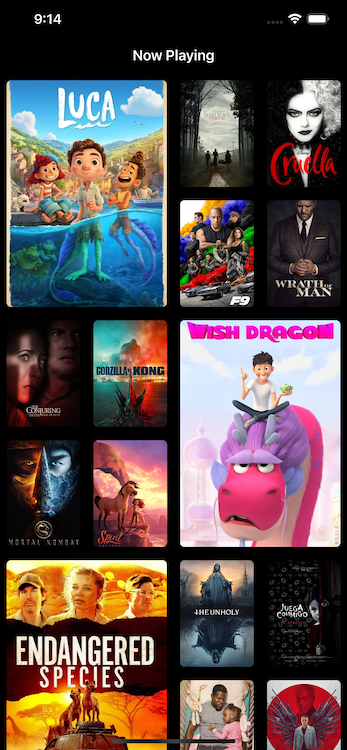 9:14
Now Playing
LUCA
Cruella
F9
WRATH OF
MAN
THE
CONJURING
GODZILLA KONG
WISH DRAGON
MORTAL KOMBAT
Spirit
ENDANGERED
SPECIES
THE UNHOLY
JUEGA
CONMIGO